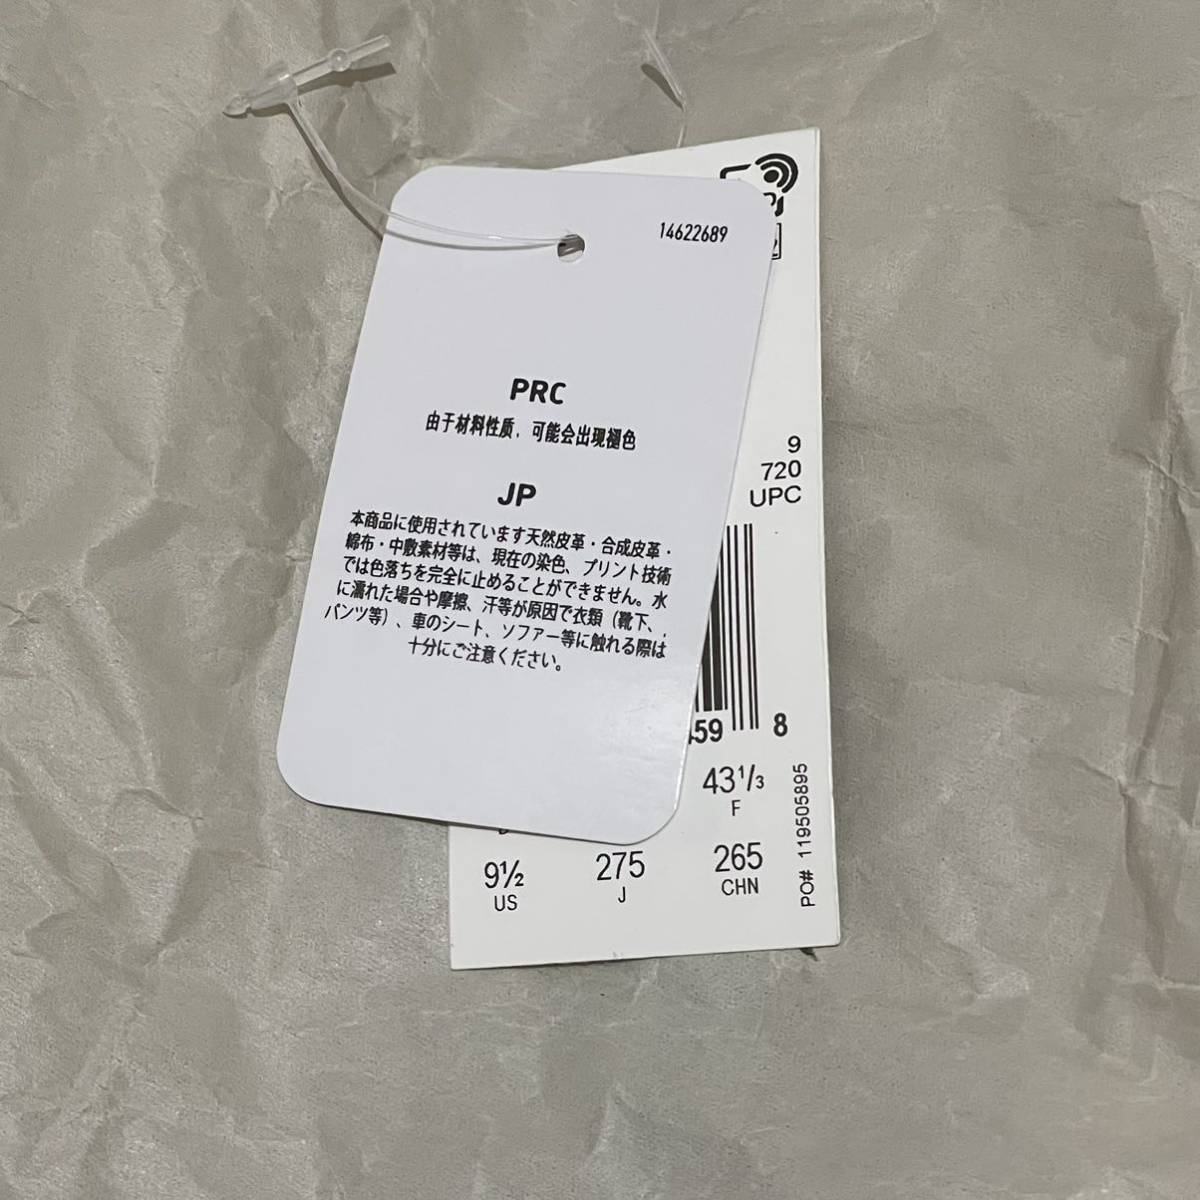 14622689
PRC
由于材料性质，可能会出现褪色
JP
本商品に使用されています天然皮革・合成皮革・
綿布・中敷素材等は、現在の染色、プリント技術
では色落ちを完全に止めることができません。水
に濡れた場合や摩擦、汗等が原因で衣類（靴下、
パンツ等）、車のシート、ソファー等に触れる際は
十分にご注意ください。
9
720
UPC
459 8
43⅓
F
9½ 275 265
US J CHN
PO# 119505895